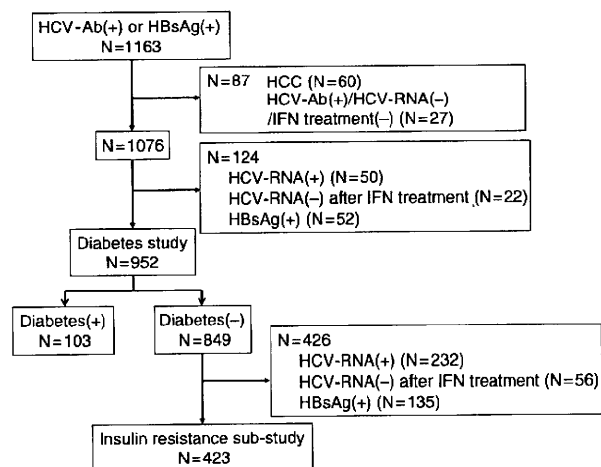 HCV-Ab(+) or HBsAg(+)
N=1163
N=87 HCC (N=60)
HCV-Ab(+)/HCV-RNA(–)
/IFN treatment(–) (N=27)
N=1076
N=124
HCV-RNA(+) (N=50)
HCV-RNA(–) after IFN treatment (N=22)
HBsAg(+) (N=52)
Diabetes study
N=952
Diabetes(+)
N=103
Diabetes(–)
N=849
N=426
HCV-RNA(+) (N=232)
HCV-RNA(–) after IFN treatment (N=56)
HBsAg(+) (N=135)
Insulin resistance sub-study
N=423